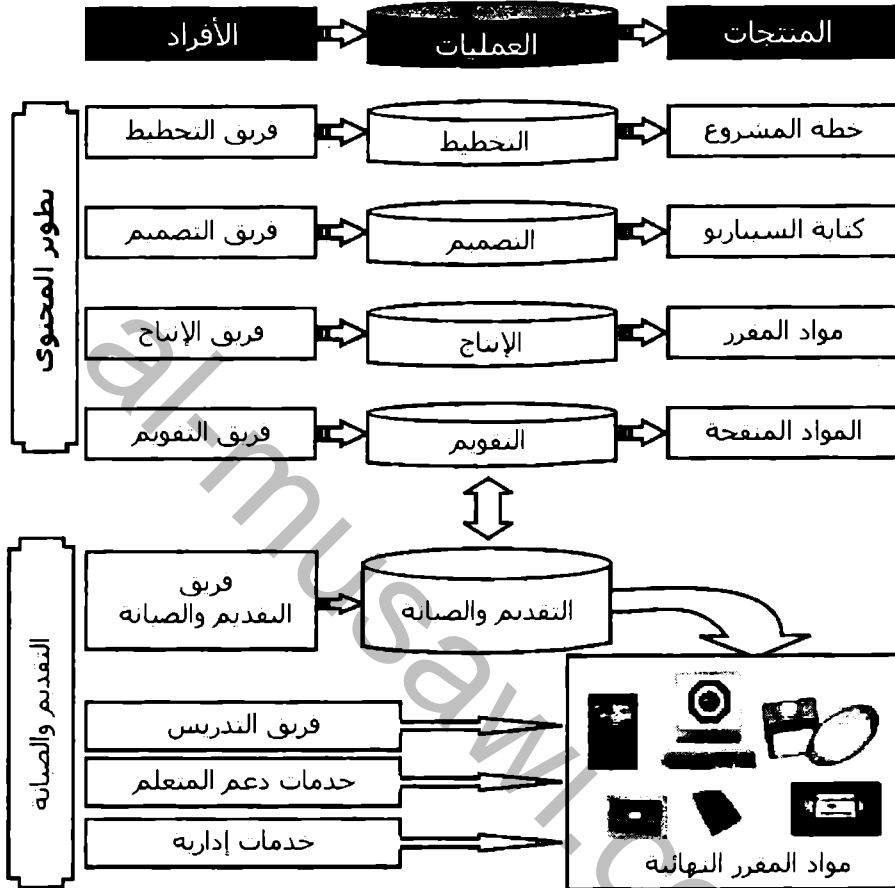 الأفراد
العمليات
المنتجات
تطوير المحتوى
فريق التخطيط
التخطيط
خطة المشروع
فريق التصميم
التصميم
كتابة السيناريو
فريق الإنتاج
الإنتاج
مواد المقرر
فريق التقويم
التقويم
المواد المنقحة
التقديم والصيانة
فريق
التقديم والصيانة
التقديم والصيانة
فريق التدريس
خدمات دعم المتعلم
خدمات إدارية
مواد المقرر النهائية